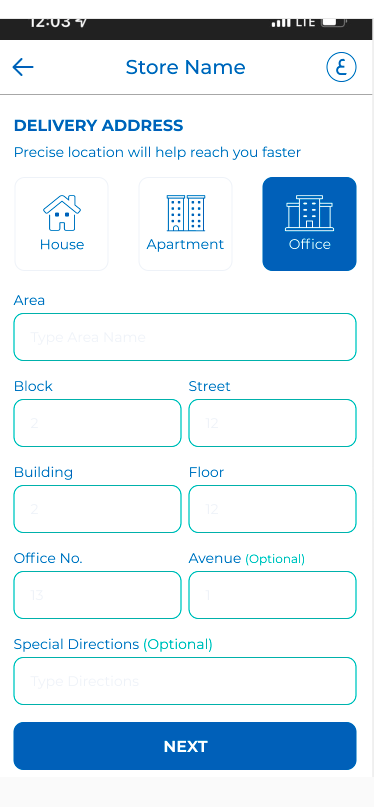 12:03
LTE
Store Name
ع
DELIVERY ADDRESS
Precise location will help reach you faster
House Apartment Office
Area
Type Area Name
Block Street
2 12
Building Floor
2 12
Office No. Avenue (Optional)
13 1
Special Directions (Optional)
Type Directions
NEXT